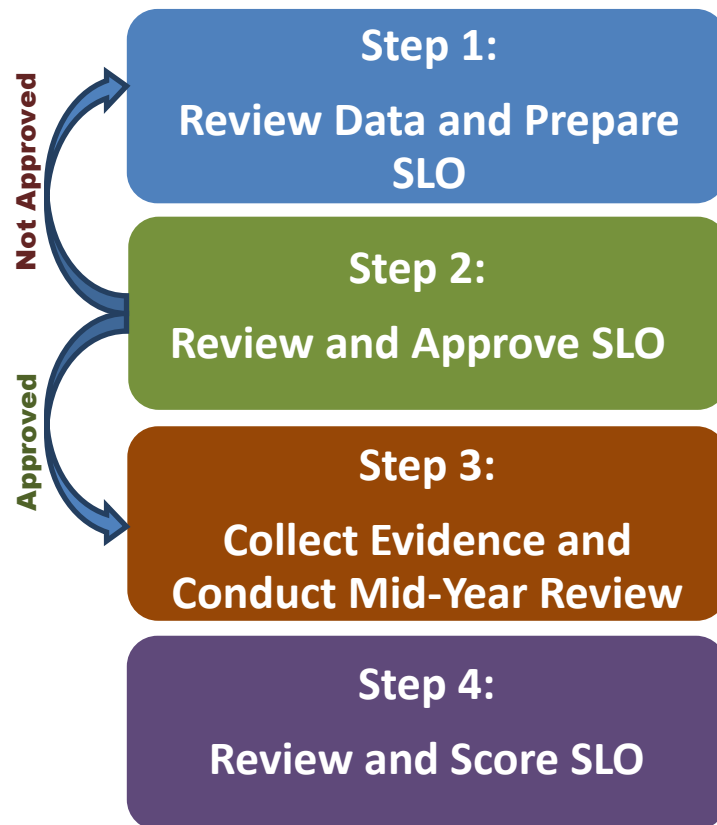 Step 1:
Review Data and Prepare
SLO
Not Approved
Step 2:
Review and Approve SLO
Approved
Step 3:
Collect Evidence and
Conduct Mid-Year Review
Step 4:
Review and Score SLO